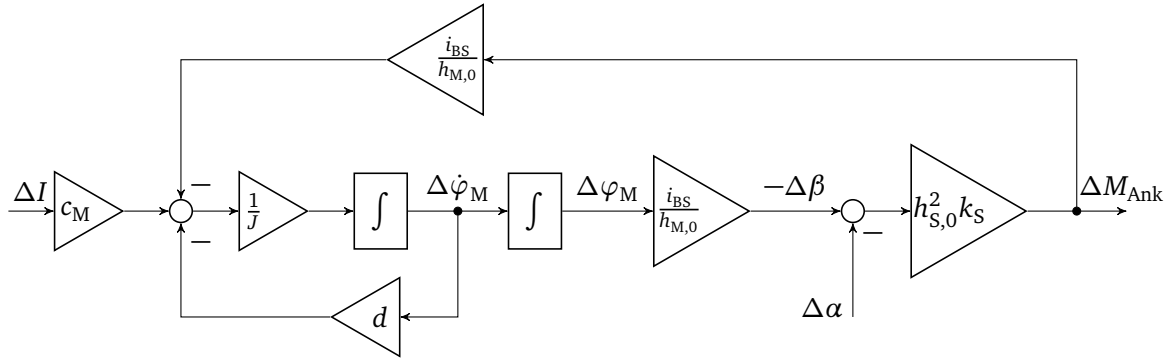 i_BS
h_M,0
ΔI
c_M
−
−
1
J
∫
Δφ̇_M
∫
Δφ_M
i_BS
h_M,0
−Δβ
−
h²_S,0 k_S
ΔM_Ank
d
Δα